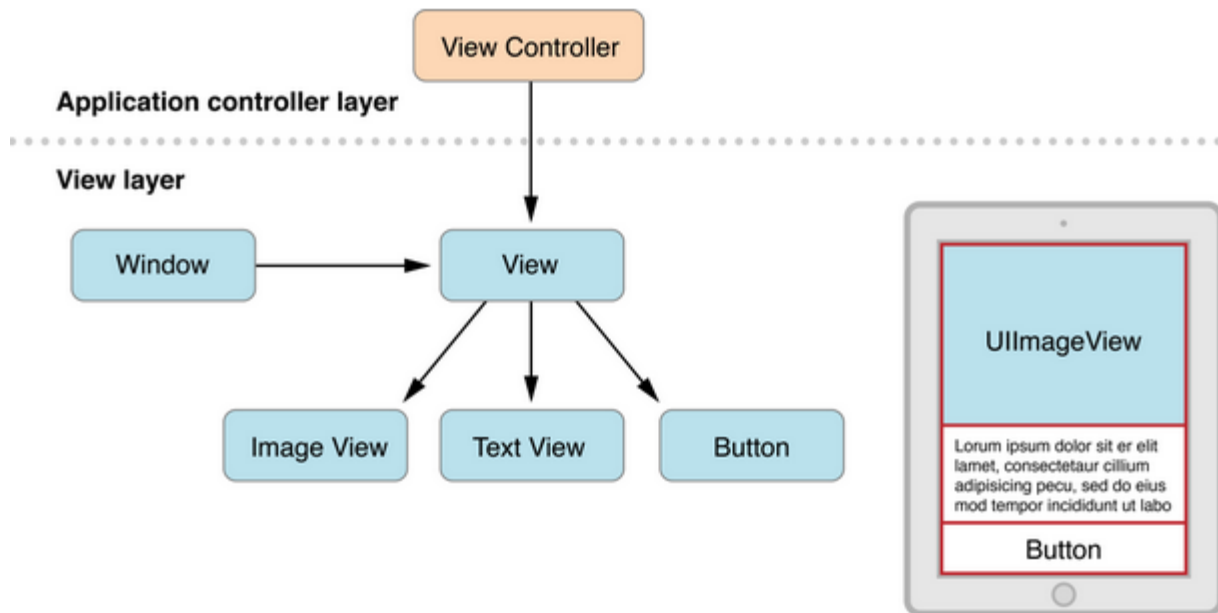 View Controller
Application controller layer
View layer
Window
View
Image View
Text View
Button
UIImageView
Lorum ipsum dolor sit er elit
lamet, consectetaur cillium
adipisicing pecu, sed do eius
mod tempor incididunt ut labo
Button